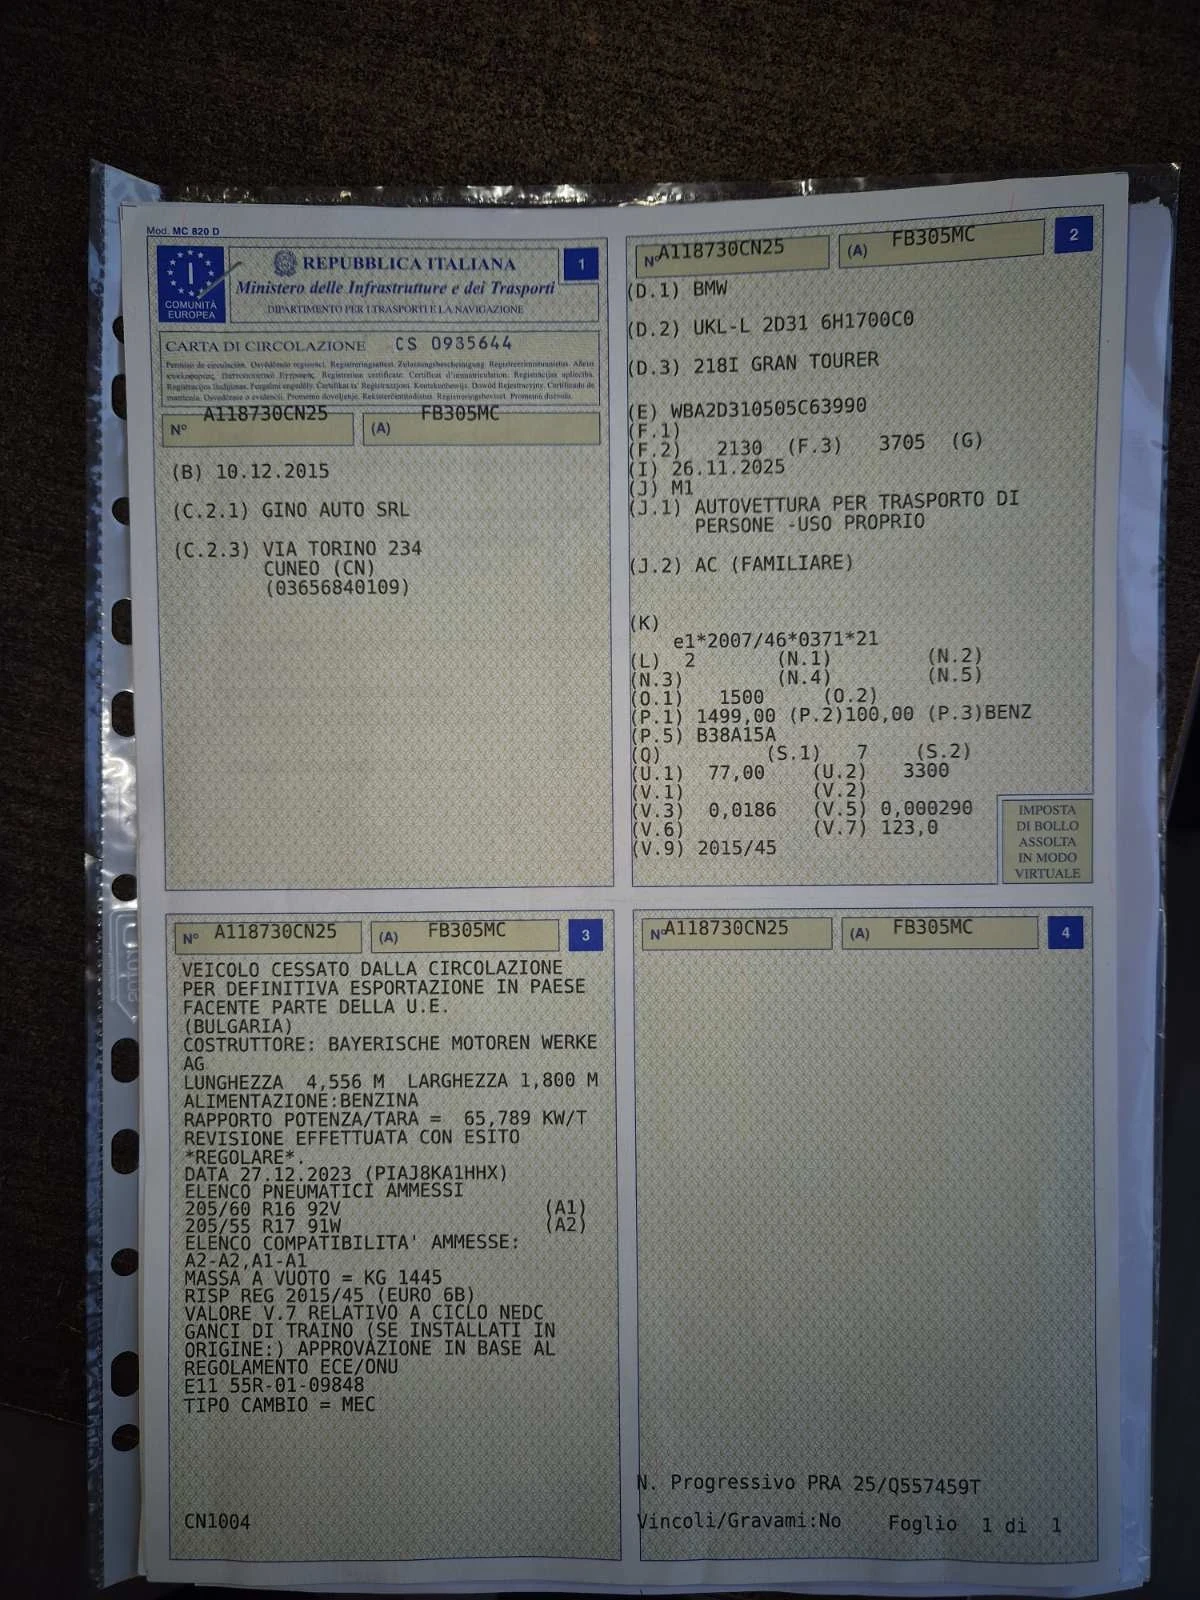 Mod. MC 820 D
COMUNITÀ
EUROPEA
I
REPUBBLICA ITALIANA
Ministero delle Infrastrutture e dei Trasporti
DIPARTIMENTO PER I TRASPORTI E LA NAVIGAZIONE
1
CARTA DI CIRCOLAZIONE CS 0935644
A118730CN25 FB305MC
N° (A)
(B) 10.12.2015
(C.2.1) GINO AUTO SRL
(C.2.3) VIA TORINO 234
CUNEO (CN)
(03656840109)
N° A118730CN25 (A) FB305MC 2
(D.1) BMW
(D.2) UKL-L 2D31 6H1700C0
(D.3) 218I GRAN TOURER
(E) WBA2D310505C63990
(F.1)
(F.2) 2130 (F.3) 3705 (G)
(I) 26.11.2025
(J) M1
(J.1) AUTOVETTURA PER TRASPORTO DI
PERSONE -USO PROPRIO
(J.2) AC (FAMILIARE)
(K)
e1*2007/46*0371*21
(L) 2 (N.1) (N.2)
(N.3) (N.4) (N.5)
(O.1) 1500 (O.2)
(P.1) 1499,00 (P.2)100,00 (P.3)BENZ
(P.5) B38A15A
(Q) (S.1) 7 (S.2)
(U.1) 77,00 (U.2) 3300
(V.1) (V.2)
(V.3) 0,0186 (V.5) 0,000290
(V.6) (V.7) 123,0
(V.9) 2015/45
IMPOSTA
DI BOLLO
ASSOLTA
IN MODO
VIRTUALE
N° A118730CN25 (A) FB305MC 3
VEICOLO CESSATO DALLA CIRCOLAZIONE
PER DEFINITIVA ESPORTAZIONE IN PAESE
FACENTE PARTE DELLA U.E.
(BULGARIA)
COSTRUTTORE: BAYERISCHE MOTOREN WERKE
AG
LUNGHEZZA 4,556 M LARGHEZZA 1,800 M
ALIMENTAZIONE:BENZINA
RAPPORTO POTENZA/TARA = 65,789 KW/T
REVISIONE EFFETTUATA CON ESITO
*REGOLARE*.
DATA 27.12.2023 (PIAJ8KA1HHX)
ELENCO PNEUMATICI AMMESSI
205/60 R16 92V (A1)
205/55 R17 91W (A2)
ELENCO COMPATIBILITA' AMMESSE:
A2-A2,A1-A1
MASSA A VUOTO = KG 1445
RISP REG 2015/45 (EURO 6B)
VALORE V.7 RELATIVO A CICLO NEDC
GANCI DI TRAINO (SE INSTALLATI IN
ORIGINE:) APPROVAZIONE IN BASE AL
REGOLAMENTO ECE/ONU
E11 55R-01-09848
TIPO CAMBIO = MEC
CN1004
N° A118730CN25 (A) FB305MC 4
N. Progressivo PRA 25/Q557459T
Vincoli/Gravami:No Foglio 1 di 1